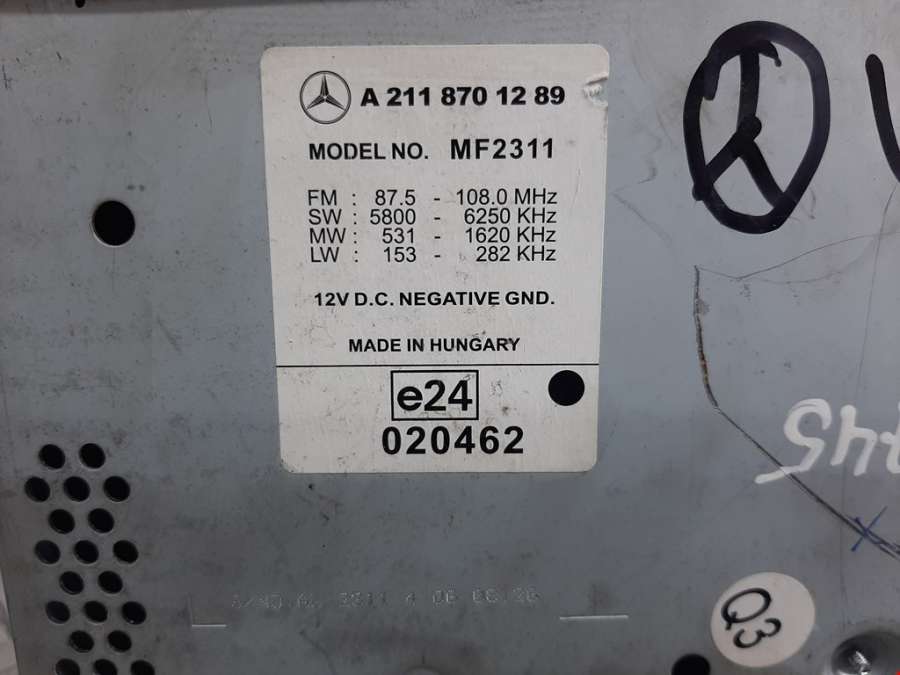 A 211 870 12 89
MODEL NO. MF2311
FM : 87.5 - 108.0 MHz
SW : 5800 - 6250 KHz
MW : 531 - 1620 KHz
LW : 153 - 282 KHz
12V D.C. NEGATIVE GND.
MADE IN HUNGARY
e24
020462
45
Q3